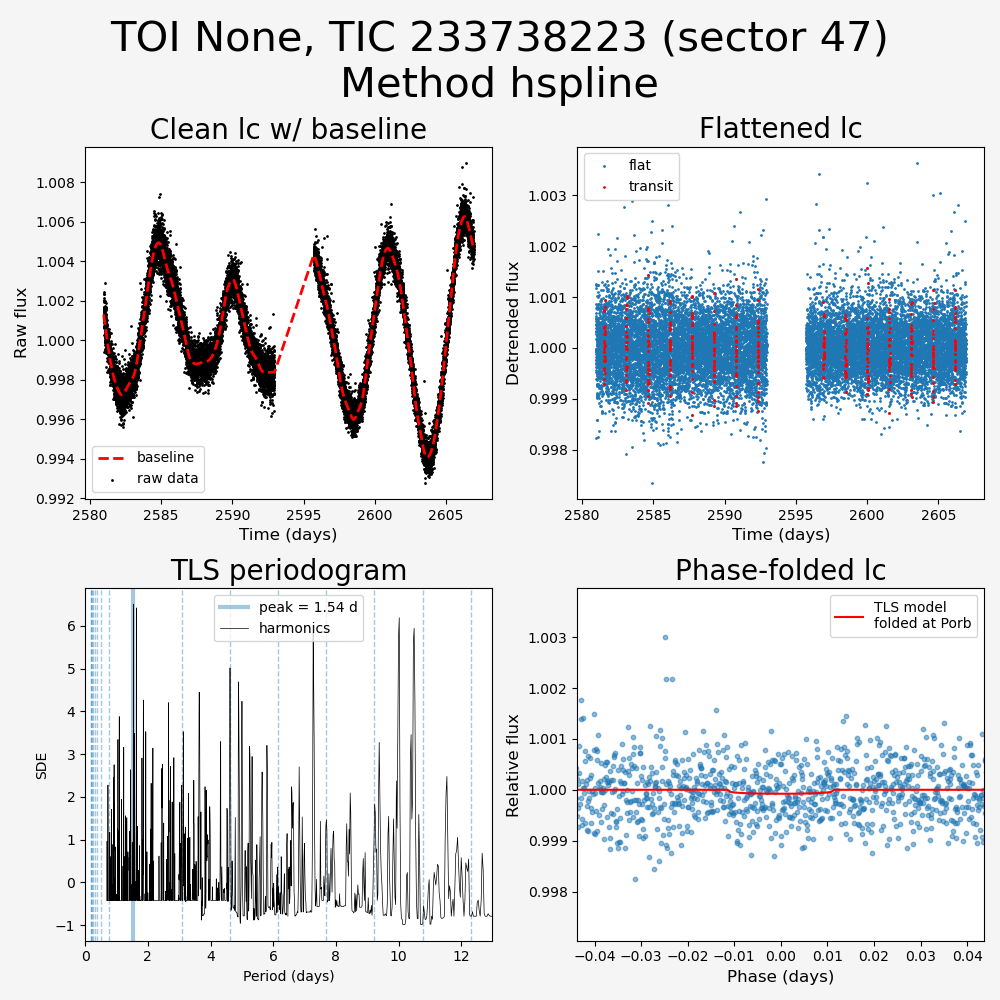 TOI None, TIC 233738223 (sector 47)
Method hspline
Clean lc w/ baseline
Raw flux
1.008
1.006
1.004
1.002
1.000
0.998
0.996
0.994
0.992
baseline
raw data
2580
2585
2590
2595
2600
2605
Time (days)
Flattened lc
Detrended flux
1.003
1.002
1.001
1.000
0.999
0.998
flat
transit
2580
2585
2590
2595
2600
2605
Time (days)
TLS periodogram
SDE
6
5
4
3
2
1
0
−1
peak = 1.54 d
harmonics
0
2
4
6
8
10
12
Period (days)
Phase-folded lc
Relative flux
1.003
1.002
1.001
1.000
0.999
0.998
TLS model
folded at Porb
−0.04
−0.03
−0.02
−0.01
0.00
0.01
0.02
0.03
0.04
Phase (days)